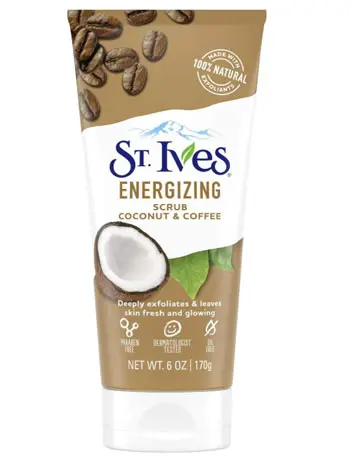 MADE WITH
100% NATURAL
EXFOLIANTS
ST. IVES®
ENERGIZING
SCRUB
COCONUT & COFFEE
Deeply exfoliates & leaves
skin fresh and glowing
PARABEN FREE
DERMATOLOGIST TESTED
OIL FREE
NET WT. 6 OZ | 170g